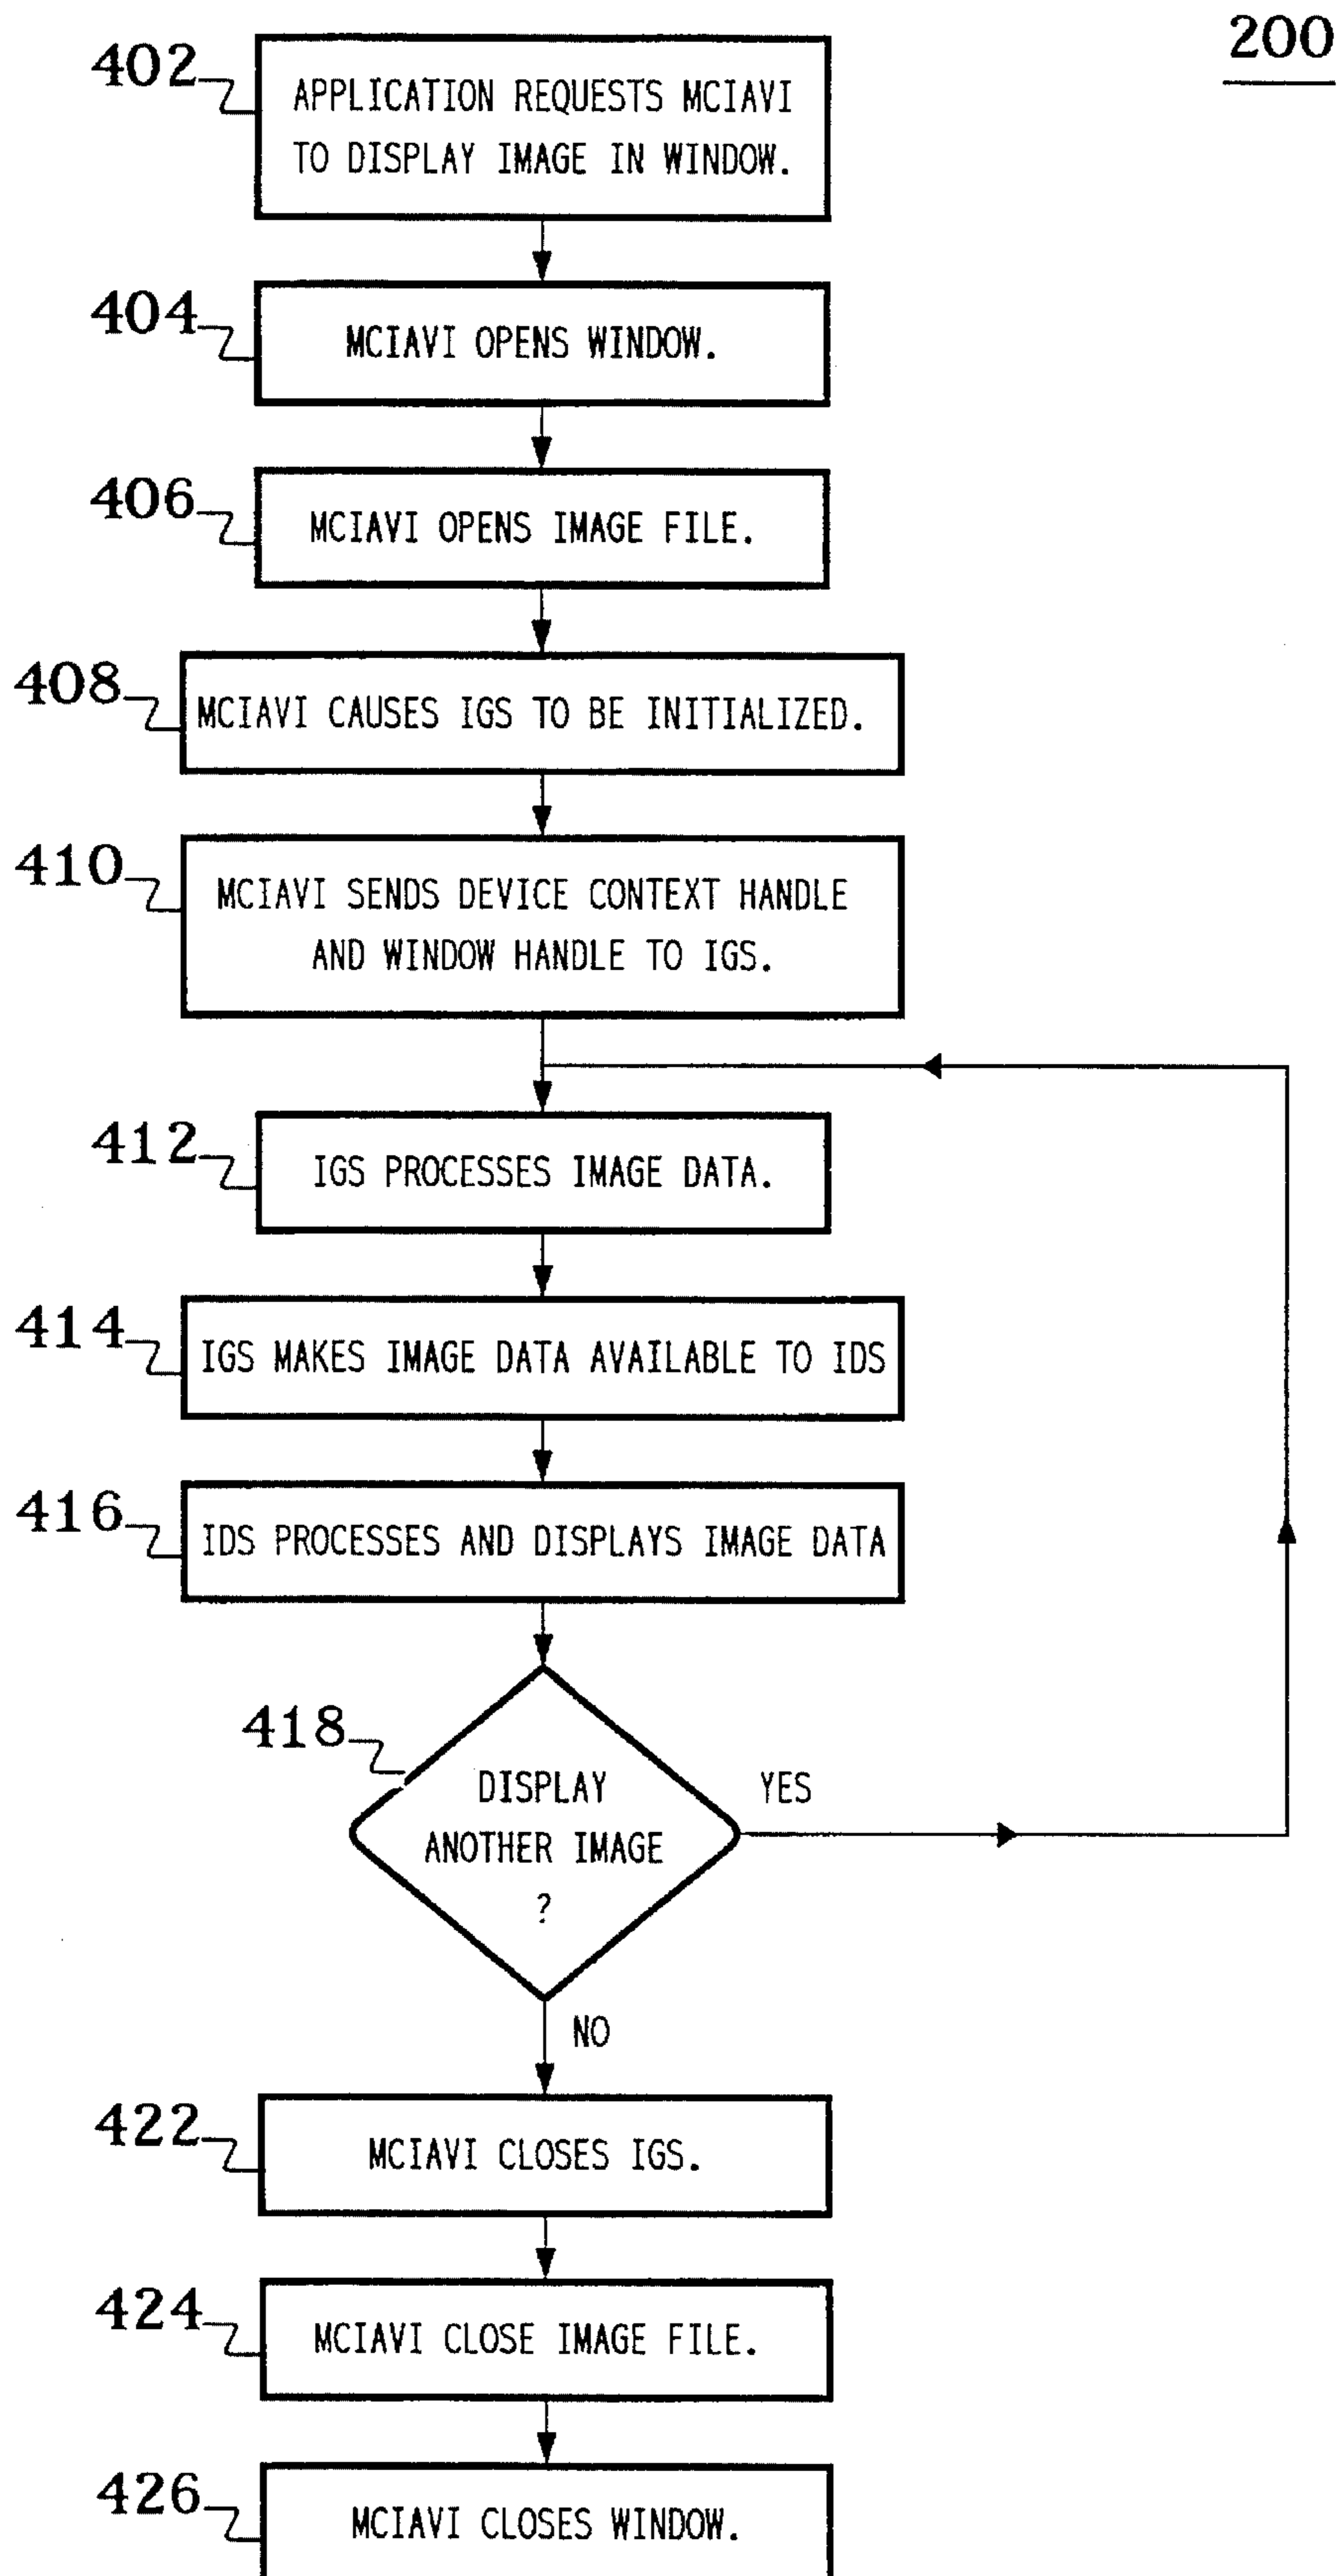 200
402
APPLICATION REQUESTS MCIAVI
TO DISPLAY IMAGE IN WINDOW.
404
MCIAVI OPENS WINDOW.
406
MCIAVI OPENS IMAGE FILE.
408
MCIAVI CAUSES IGS TO BE INITIALIZED.
410
MCIAVI SENDS DEVICE CONTEXT HANDLE
AND WINDOW HANDLE TO IGS.
412
IGS PROCESSES IMAGE DATA.
414
IGS MAKES IMAGE DATA AVAILABLE TO IDS
416
IDS PROCESSES AND DISPLAYS IMAGE DATA
418
DISPLAY
ANOTHER IMAGE
?
YES
NO
422
MCIAVI CLOSES IGS.
424
MCIAVI CLOSE IMAGE FILE.
426
MCIAVI CLOSES WINDOW.